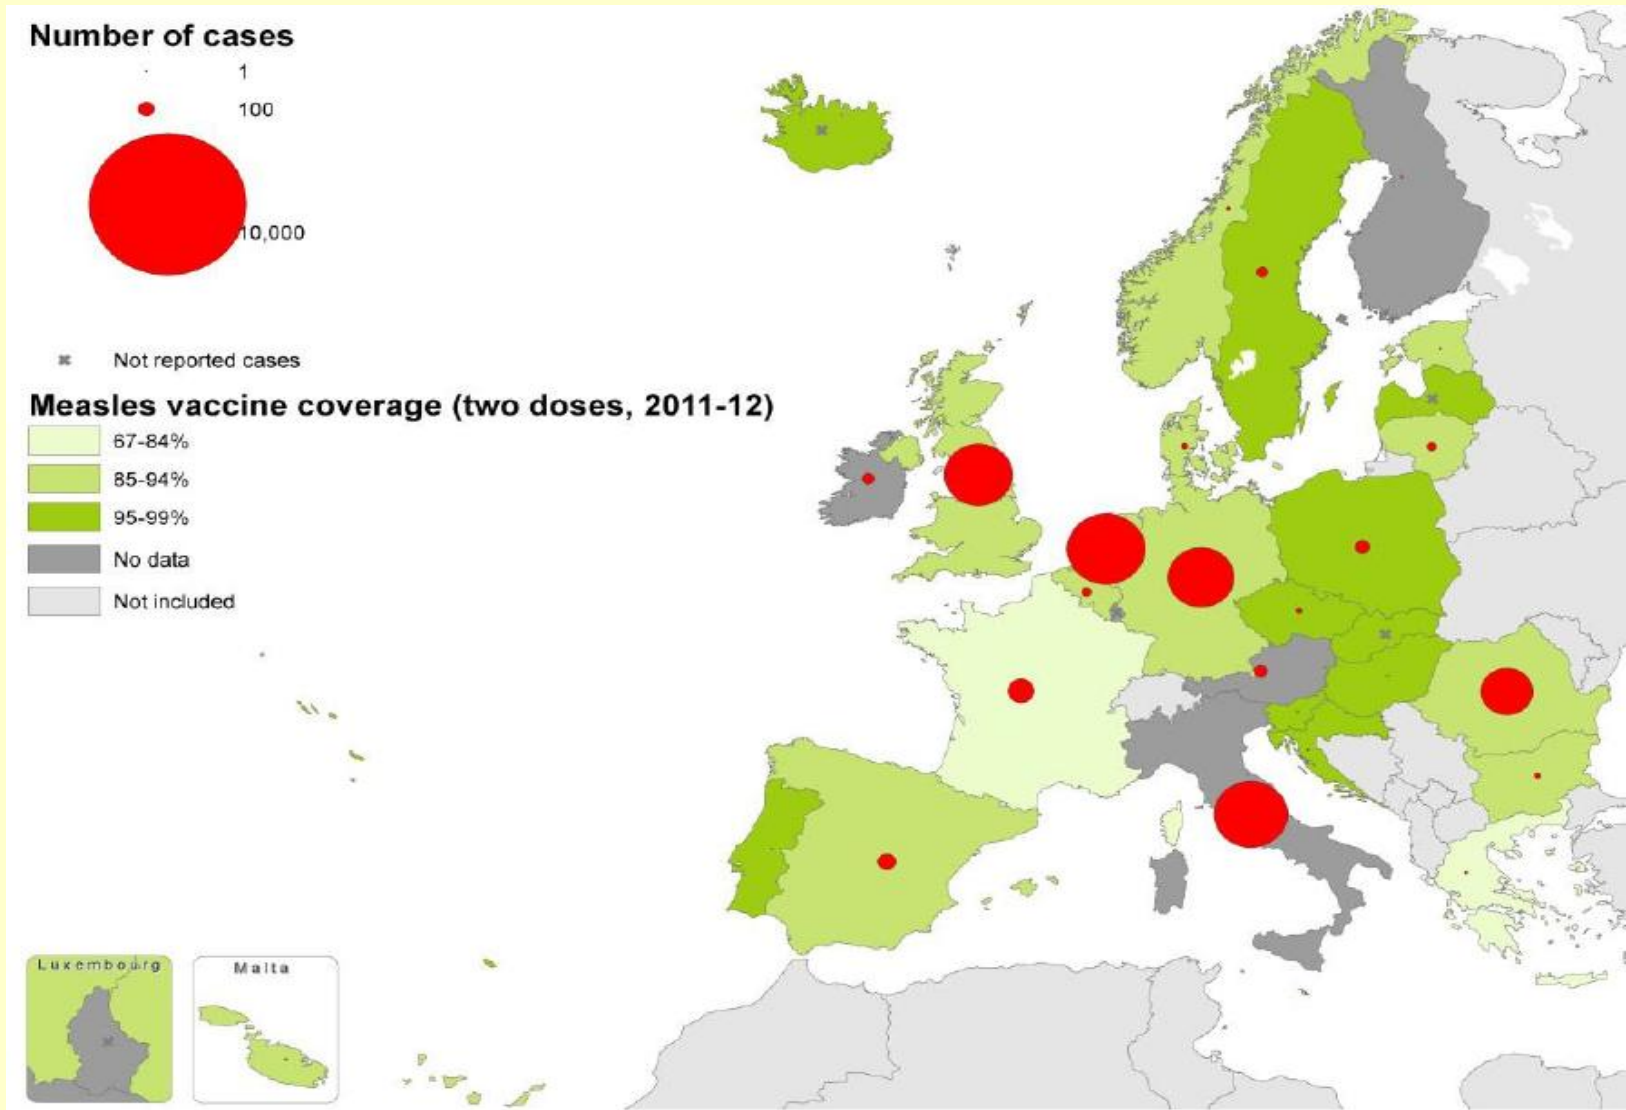 Number of cases
1
100
10,000
Not reported cases
Measles vaccine coverage (two doses, 2011-12)
67-84%
85-94%
95-99%
No data
Not included
Luxembourg
Malta